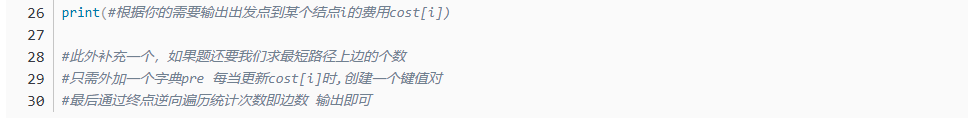 26 print(#根据你的需要输出出发点到某个结点i的费用cost[i])
27
28 #此外补充一个，如果题还要我们求最短路径上边的个数
29 #只需外加一个字典pre 每当更新cost[i]时,创建一个键值对
30 #最后通过终点逆向遍历统计次数即边数 输出即可